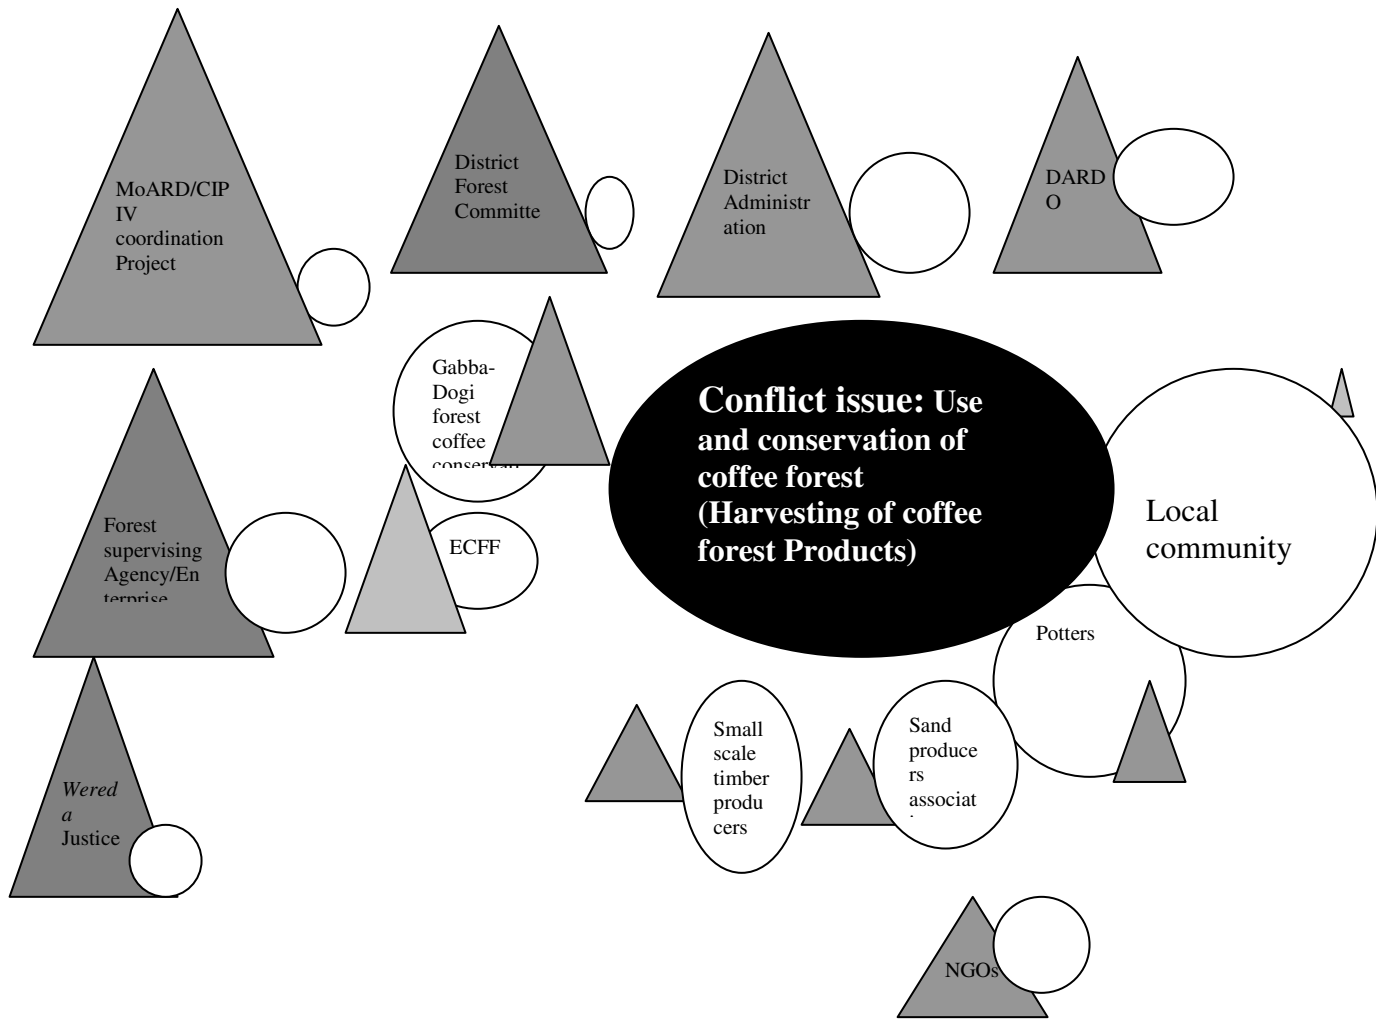 MoARD/CIP
IV
coordination
Project
District
Forest
Committe
District
Administr
ation
DARD
O
Gabba-
Dogi
forest
coffee
conservati
Conflict issue: Use
and conservation of
coffee forest
(Harvesting of coffee
forest Products)
Local
community
Forest
supervising
Agency/En
terprise
ECFF
Potters
Small
scale
timber
produ
cers
Sand
produce
rs
associat
Wered
a
Justice
NGOs